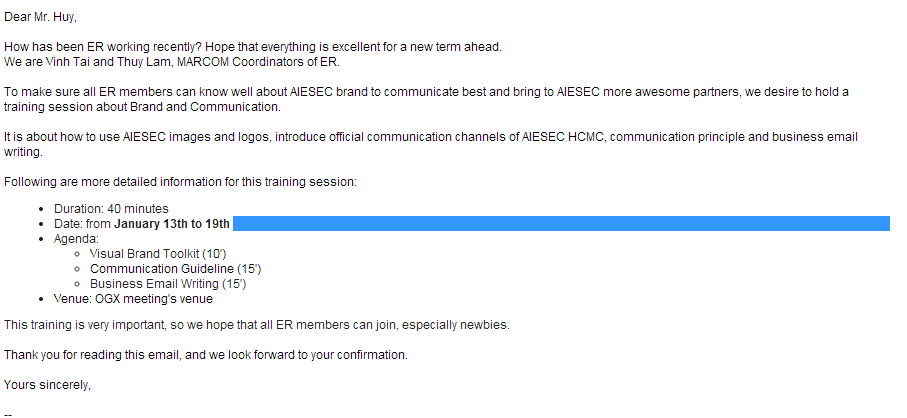 Dear Mr. Huy,
How has been ER working recently? Hope that everything is excellent for a new term ahead.
We are Vinh Tai and Thuy Lam, MARCOM Coordinators of ER.
To make sure all ER members can know well about AIESEC brand to communicate best and bring to AIESEC more awesome partners, we desire to hold a
training session about Brand and Communication.
It is about how to use AIESEC images and logos, introduce official communication channels of AIESEC HCMC, communication principle and business email
writing.
Following are more detailed information for this training session:
• Duration: 40 minutes
• Date: from January 13th to 19th
• Agenda:
◦ Visual Brand Toolkit (10')
◦ Communication Guideline (15')
◦ Business Email Writing (15')
• Venue: OGX meeting's venue
This training is very important, so we hope that all ER members can join, especially newbies.
Thank you for reading this email, and we look forward to your confirmation.
Yours sincerely,
--